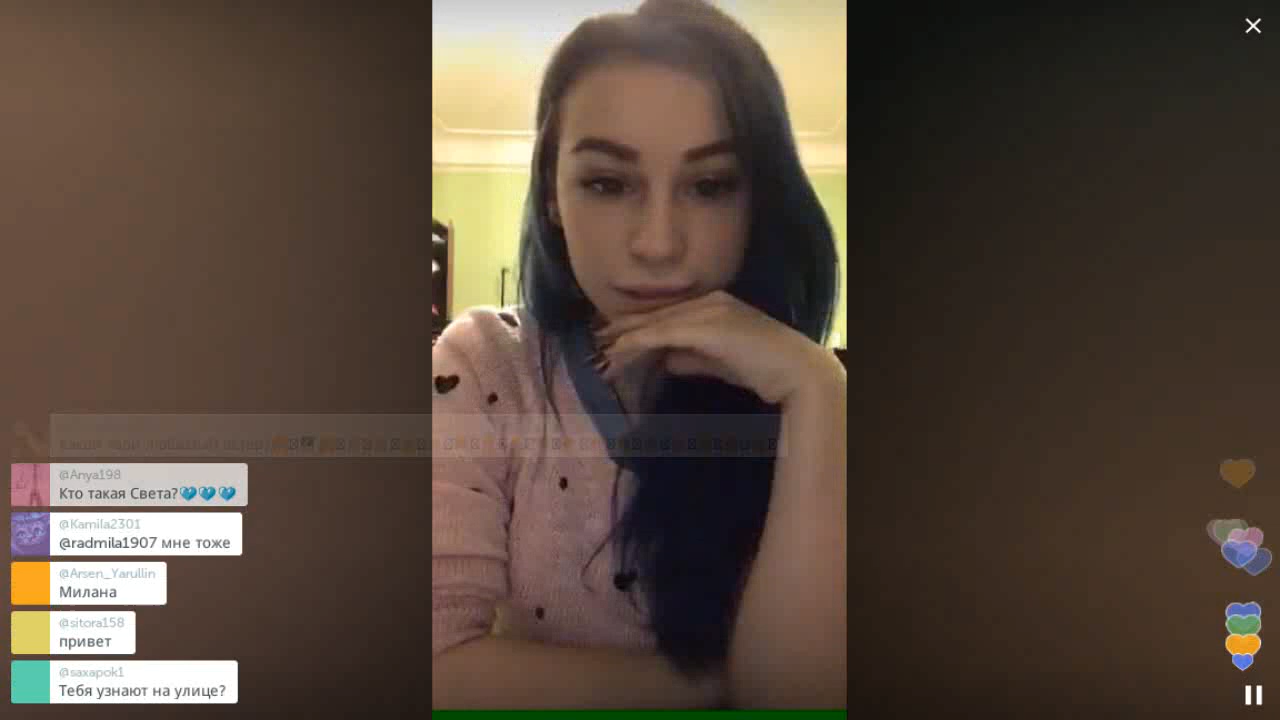 @Anya198
Кто такая Света?💙💙💙
@Kamila2301
@radmila1907 мне тоже
@Arsen_Yarullin
Милана
@sitora158
привет
@saxapok1
Тебя узнают на улице?